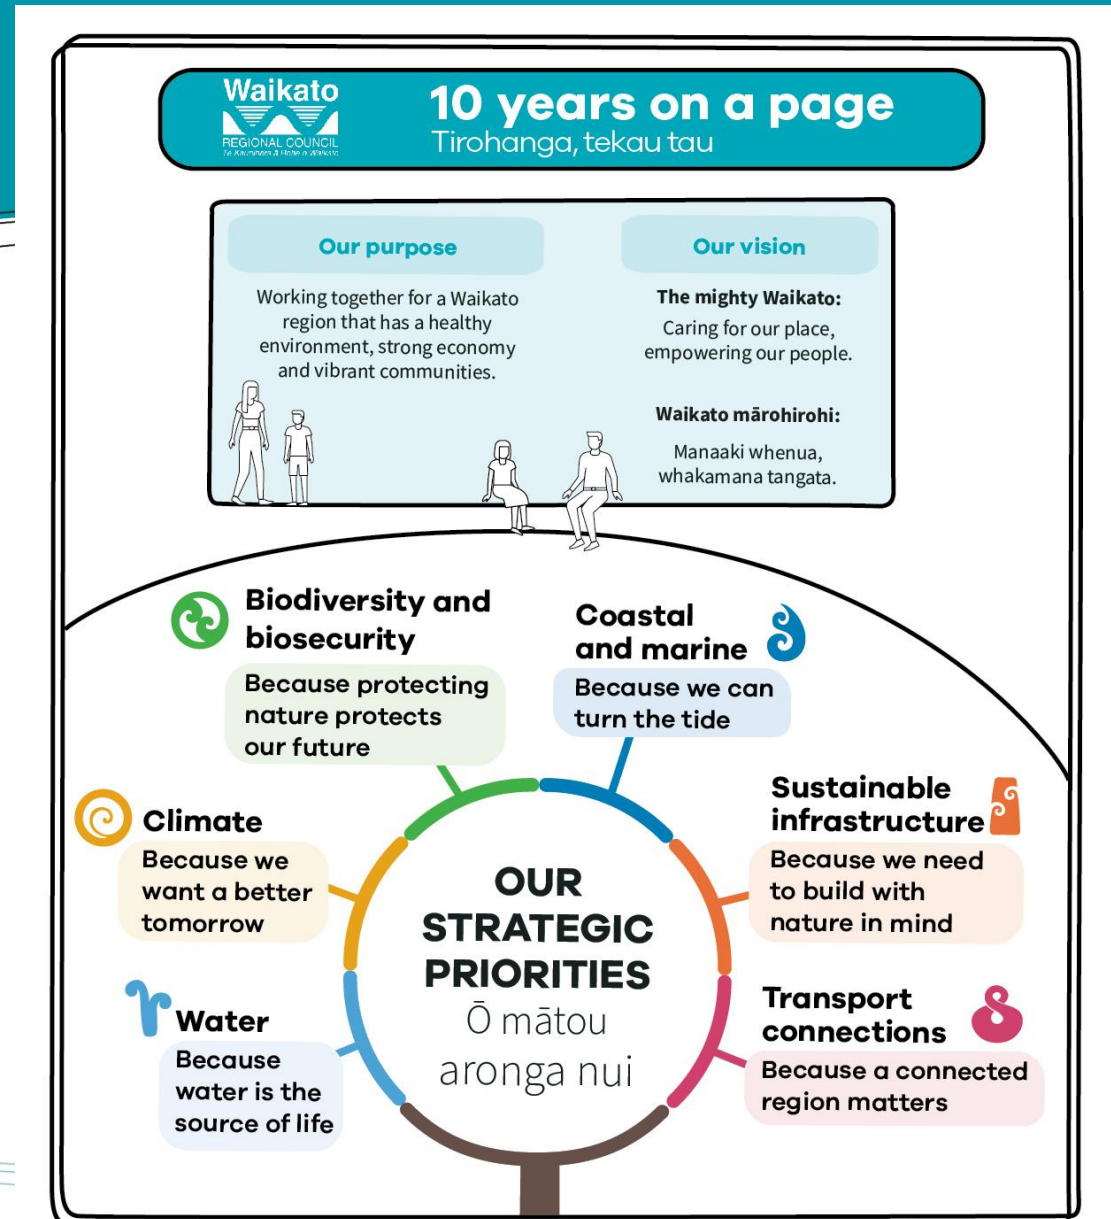 Waikato
REGIONAL COUNCIL
Te Kaunihera ā Rohe o Waikato
10 years on a page
Tirohanga, tekau tau
Our purpose
Working together for a Waikato
region that has a healthy
environment, strong economy
and vibrant communities.
Our vision
The mighty Waikato:
Caring for our place,
empowering our people.
Waikato mārohirohi:
Manaaki whenua,
whakamana tangata.
Biodiversity and
biosecurity
Because protecting
nature protects
our future
Coastal
and marine
Because we can
turn the tide
Climate
Because we
want a better
tomorrow
Sustainable
infrastructure
Because we need
to build with
nature in mind
Water
Because
water is the
source of life
Transport
connections
Because a connected
region matters
OUR
STRATEGIC
PRIORITIES
Ō mātou
aronga nui